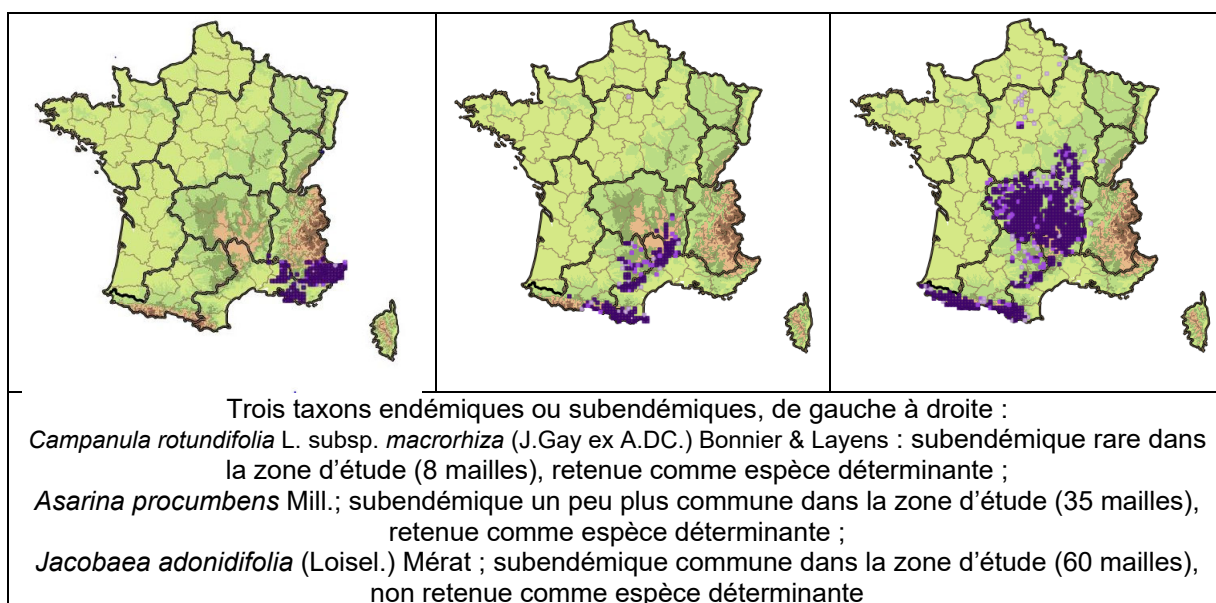 Trois taxons endémiques ou subendémiques, de gauche à droite :
Campanula rotundifolia L. subsp. macrorhiza (J.Gay ex A.DC.) Bonnier & Layens : subendémique rare dans
la zone d’étude (8 mailles), retenue comme espèce déterminante ;
Asarina procumbens Mill.; subendémique un peu plus commune dans la zone d’étude (35 mailles),
retenue comme espèce déterminante ;
Jacobaea adonidifolia (Loisel.) Mérat ; subendémique commune dans la zone d’étude (60 mailles),
non retenue comme espèce déterminante